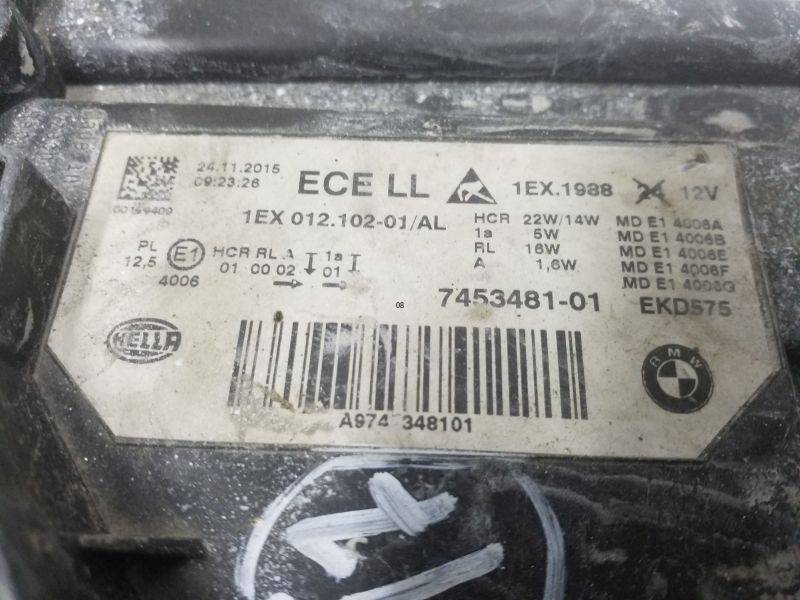 24.11.2015
09:23:26
ECE LL
1EX.1988 24 12V
00199409
1EX 012.102-01/AL
HCR 22W/14W
1a 5W
RL 16W
A 1,6W
MD E1 4006A
MD E1 4006B
MD E1 4006E
MD E1 4006F
MD E1 4006G
PL
12,5
E1
4006
HCR RL A 1a
01 00 02 01
7453481-01 EKD575
08
HELLA
BMW
A974 348101